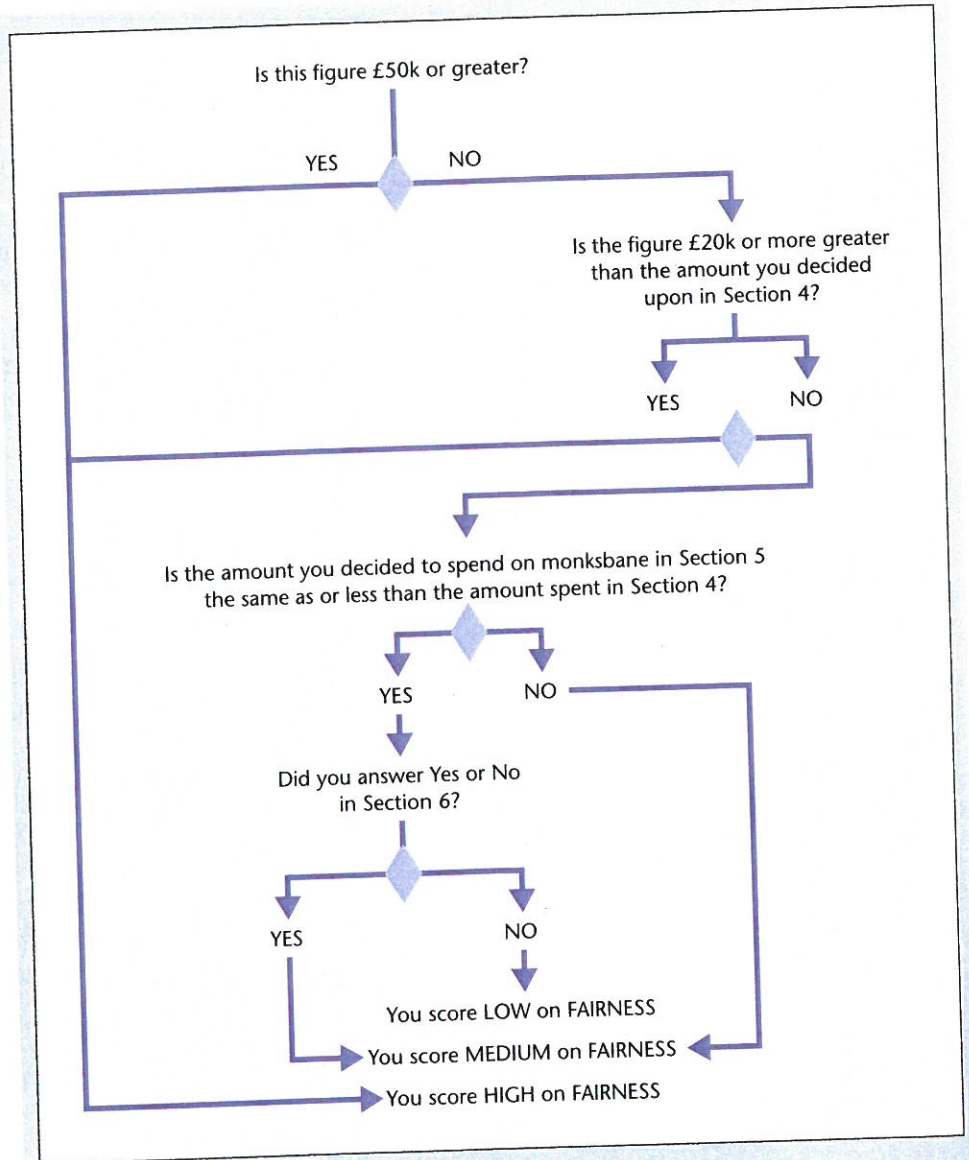 Is this figure £50k or greater?
YES NO
Is the figure £20k or more greater
than the amount you decided
upon in Section 4?
YES NO
Is the amount you decided to spend on monksbane in Section 5
the same as or less than the amount spent in Section 4?
YES NO
Did you answer Yes or No
in Section 6?
YES NO
You score LOW on FAIRNESS
You score MEDIUM on FAIRNESS
You score HIGH on FAIRNESS